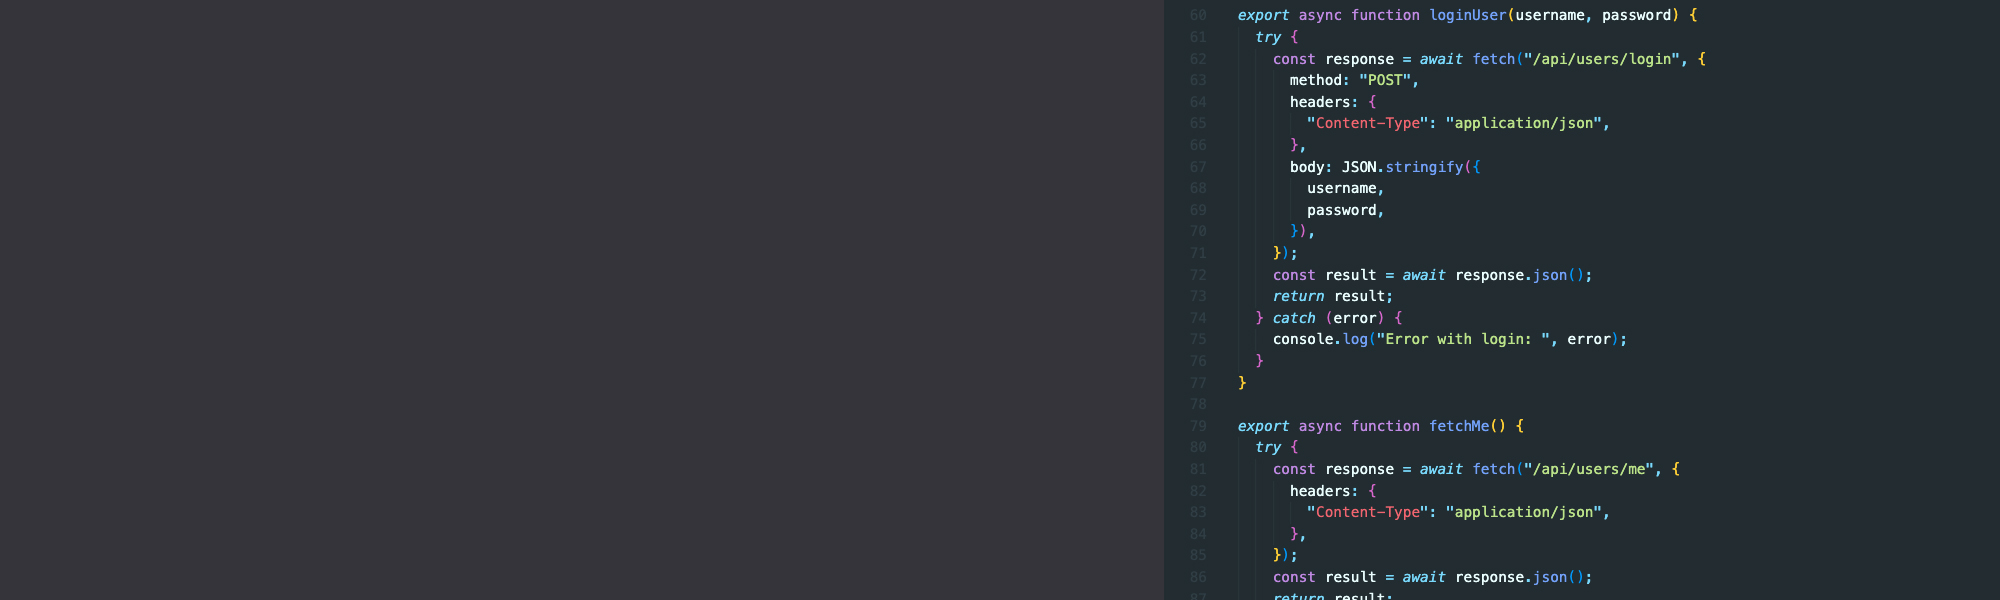 60 export async function loginUser(username, password) {
61 try {
62 const response = await fetch("/api/users/login", {
63 method: "POST",
64 headers: {
65 "Content-Type": "application/json",
66 },
67 body: JSON.stringify({
68 username,
69 password,
70 }),
71 });
72 const result = await response.json();
73 return result;
74 } catch (error) {
75 console.log("Error with login: ", error);
76 }
77 }
78
79 export async function fetchMe() {
80 try {
81 const response = await fetch("/api/users/me", {
82 headers: {
83 "Content-Type": "application/json",
84 },
85 });
86 const result = await response.json();
87 return result;